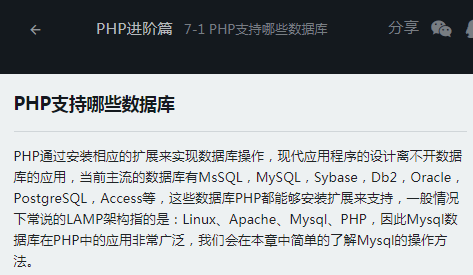 PHP进阶篇 7-1 PHP支持哪些数据库 分享
PHP支持哪些数据库
PHP通过安装相应的扩展来实现数据库操作，现代应用程序的设计离不开数据
库的应用，当前主流的数据库有MsSQL，MySQL，Sybase，Db2，Oracle，
PostgreSQL，Access等，这些数据库PHP都能够安装扩展来支持，一般情况
下常说的LAMP架构指的是：Linux、Apache、Mysql、PHP，因此Mysql数
据库在PHP中的应用非常广泛，我们会在本章中简单的了解Mysql的操作方
法。